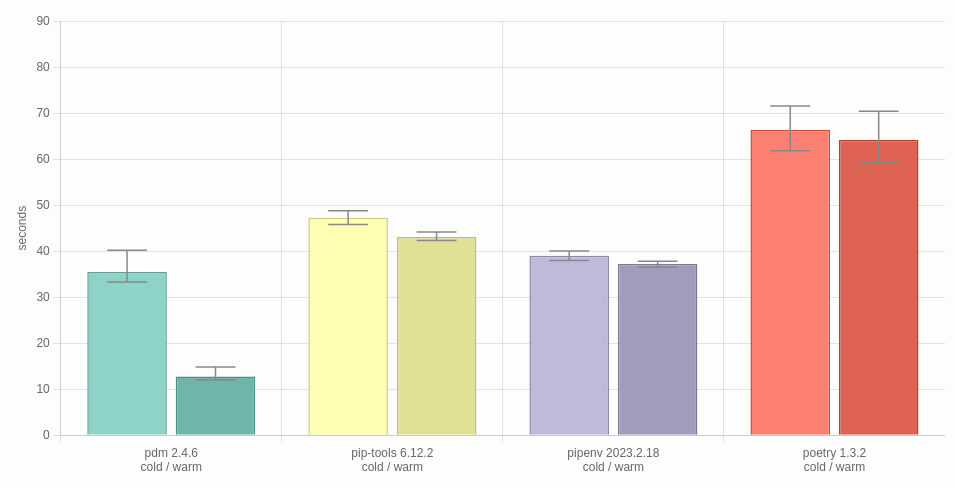 90
80
70
60
50
40
30
20
10
0
seconds
pdm 2.4.6
cold / warm
pip-tools 6.12.2
cold / warm
pipenv 2023.2.18
cold / warm
poetry 1.3.2
cold / warm